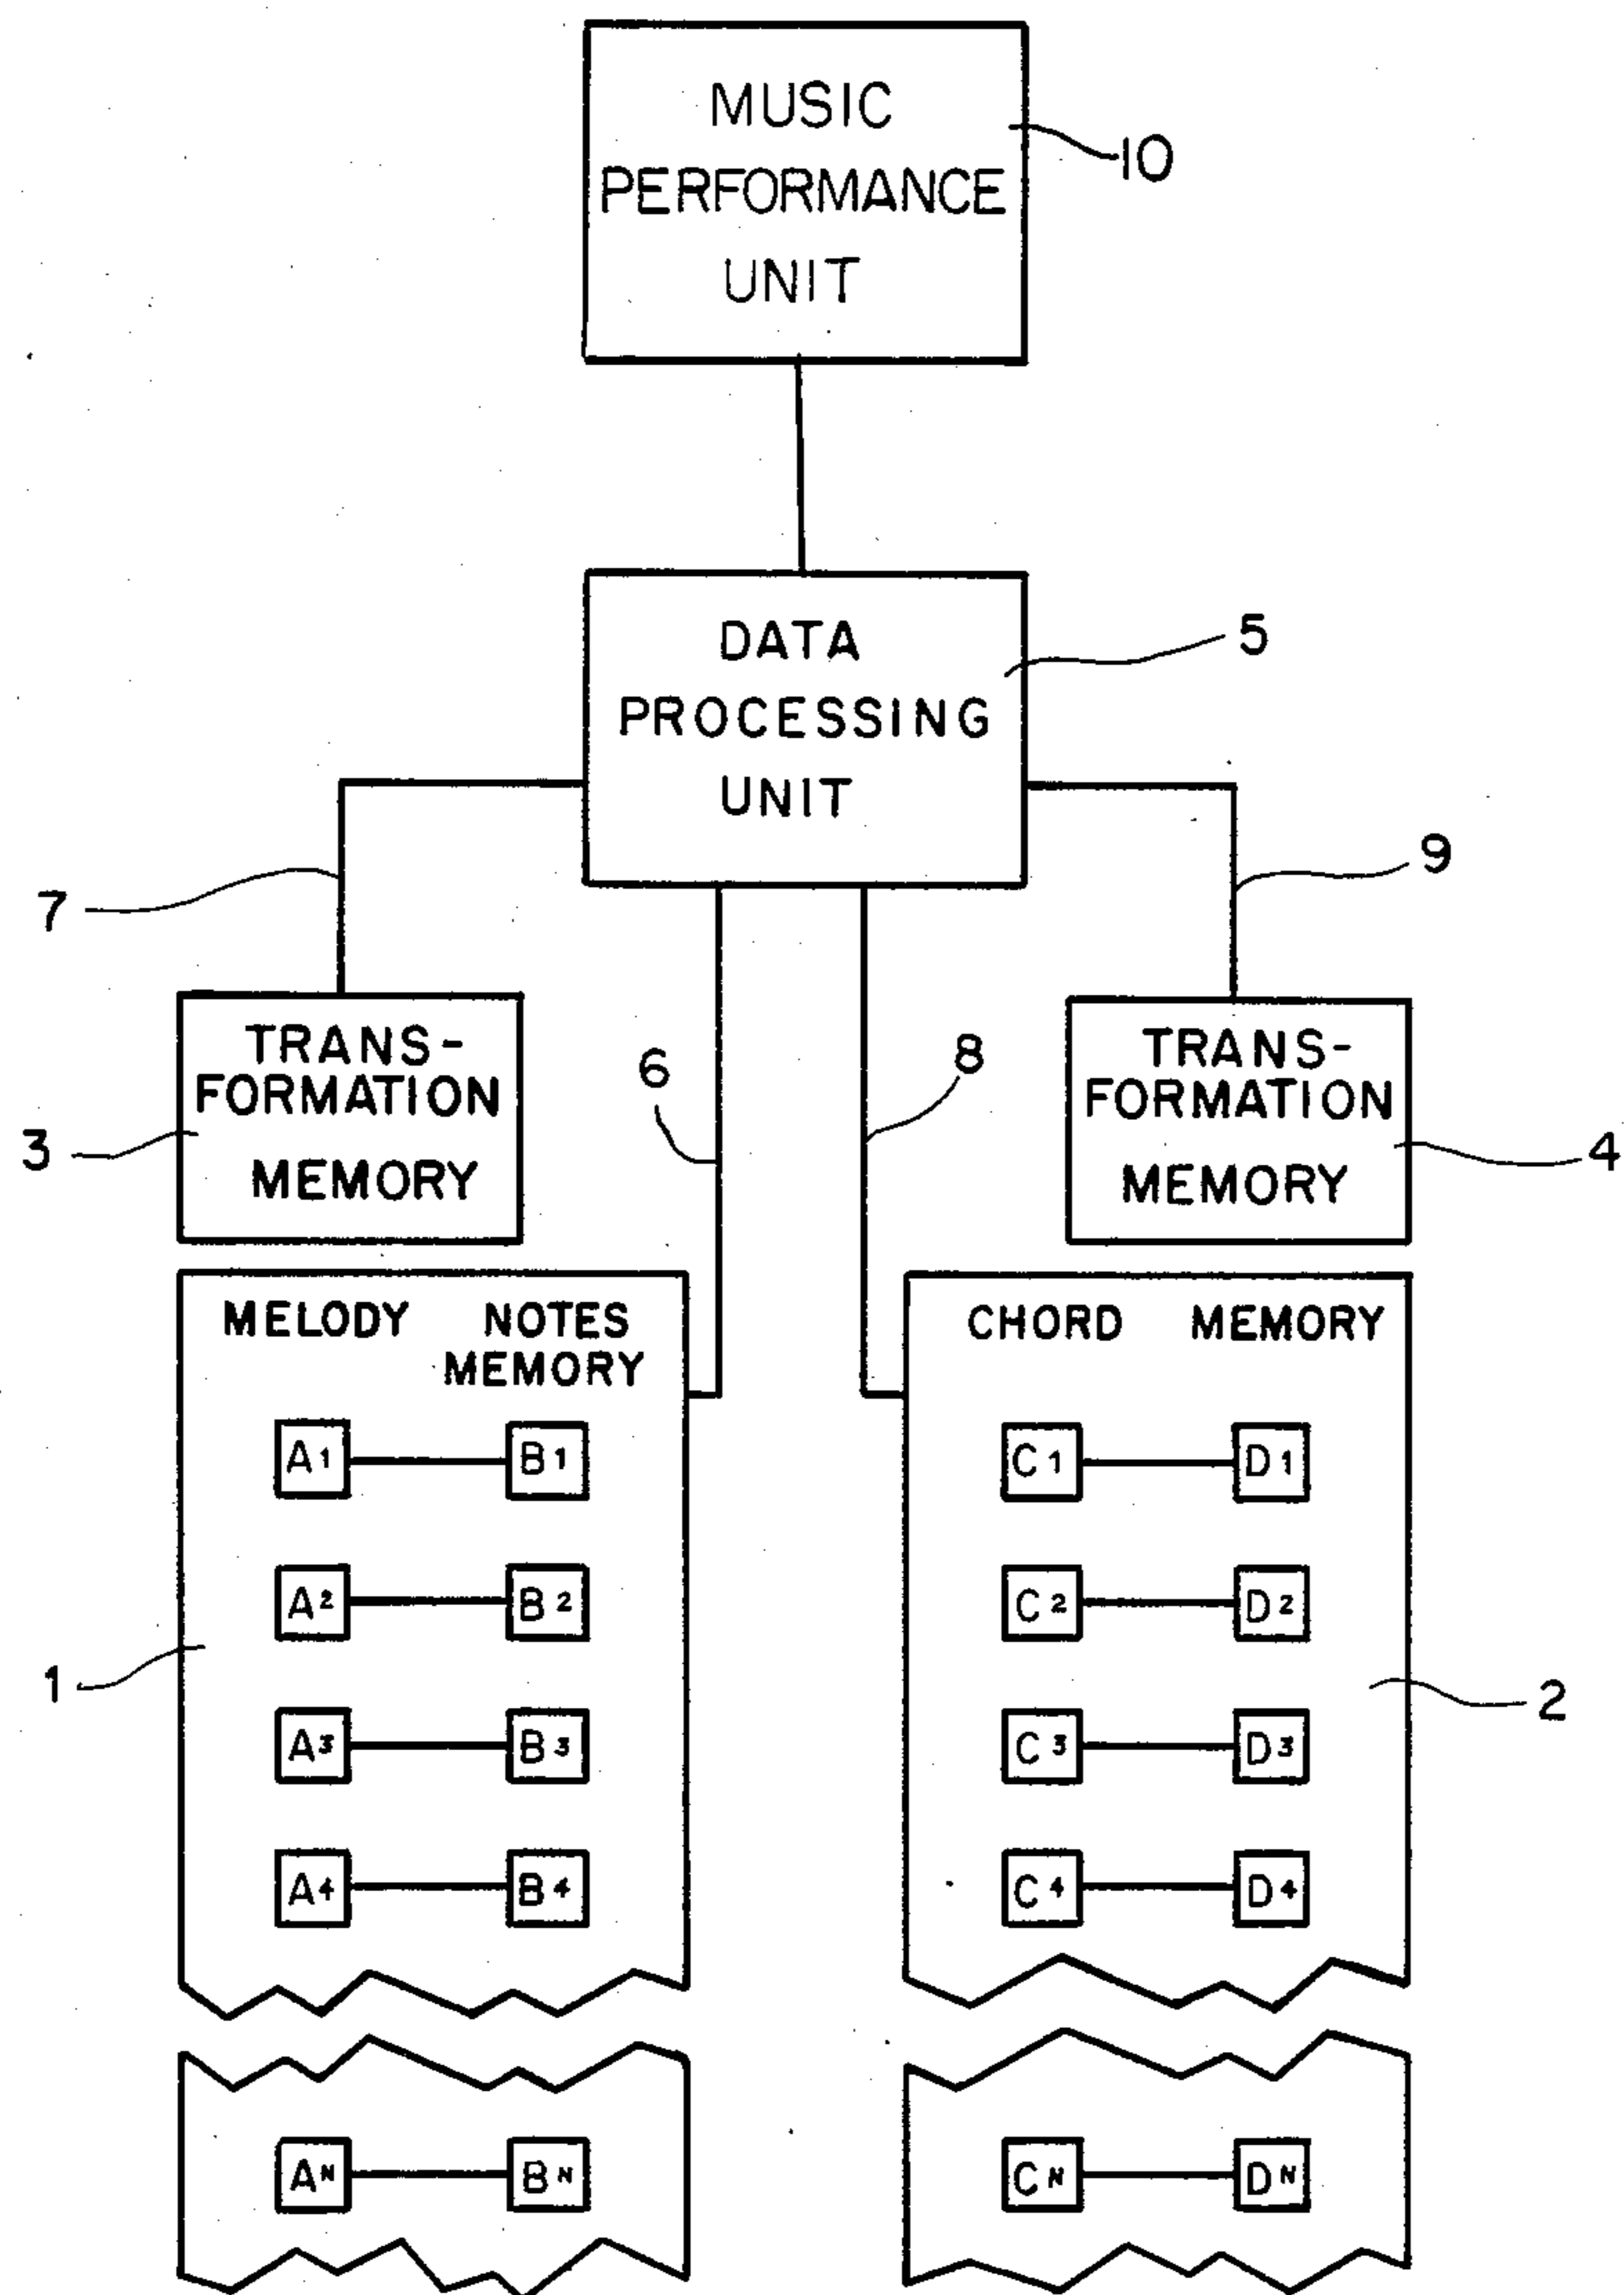 MUSIC
PERFORMANCE
UNIT
10
DATA
PROCESSING
UNIT
5
7
9
TRANS-
FORMATION
MEMORY
3
6
8
TRANS-
FORMATION
MEMORY
4
MELODY NOTES
MEMORY
A1 B1
A2 B2
A3 B3
A4 B4
AN BN
1
CHORD MEMORY
C1 D1
C2 D2
C3 D3
C4 D4
CN DN
2